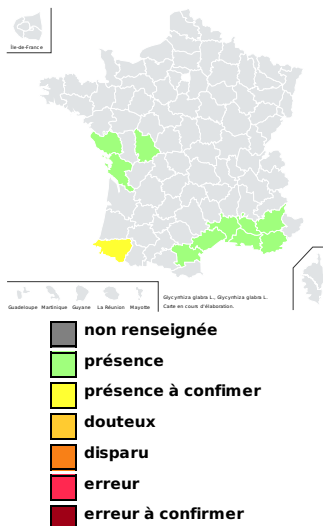 Île-de-France
Guadeloupe Martinique Guyane La Réunion Mayotte
Glycyrrhiza glabra L., Glycyrrhiza glabra L.
Carte en cours d'élaboration.
non renseignée
présence
présence à confimer
douteux
disparu
erreur
erreur à confirmer